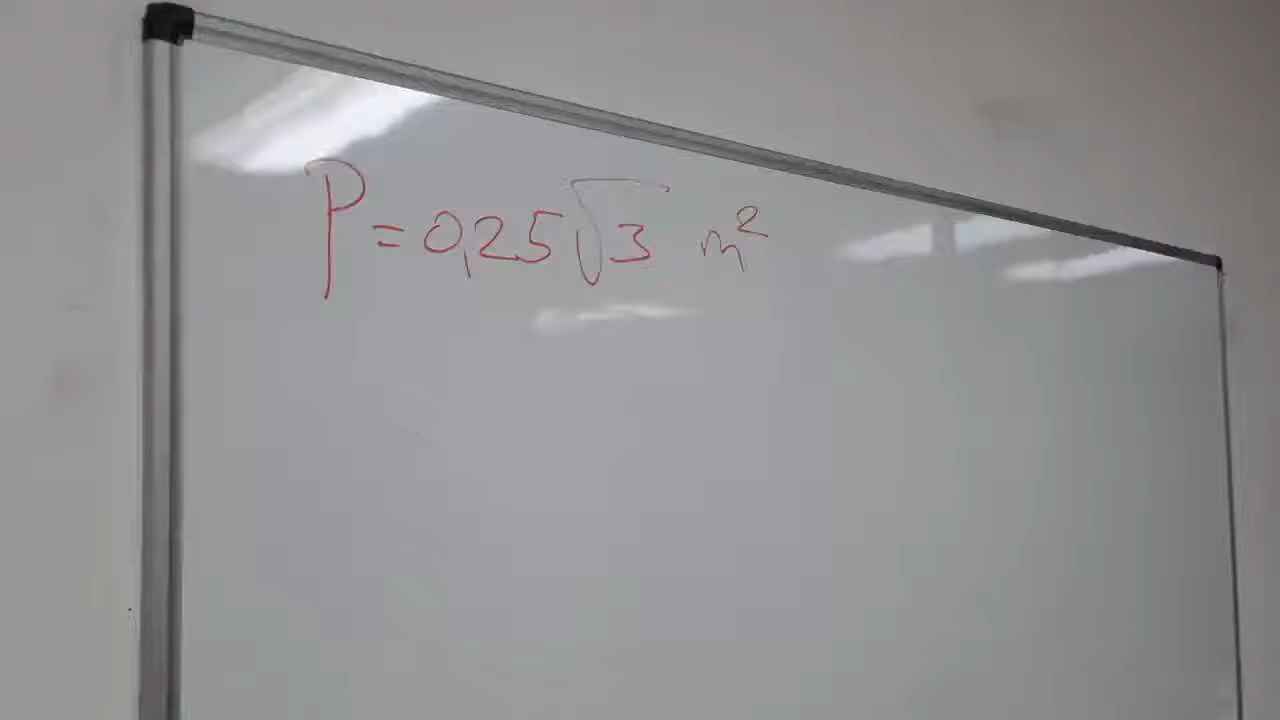 P = 0,25√3 m²